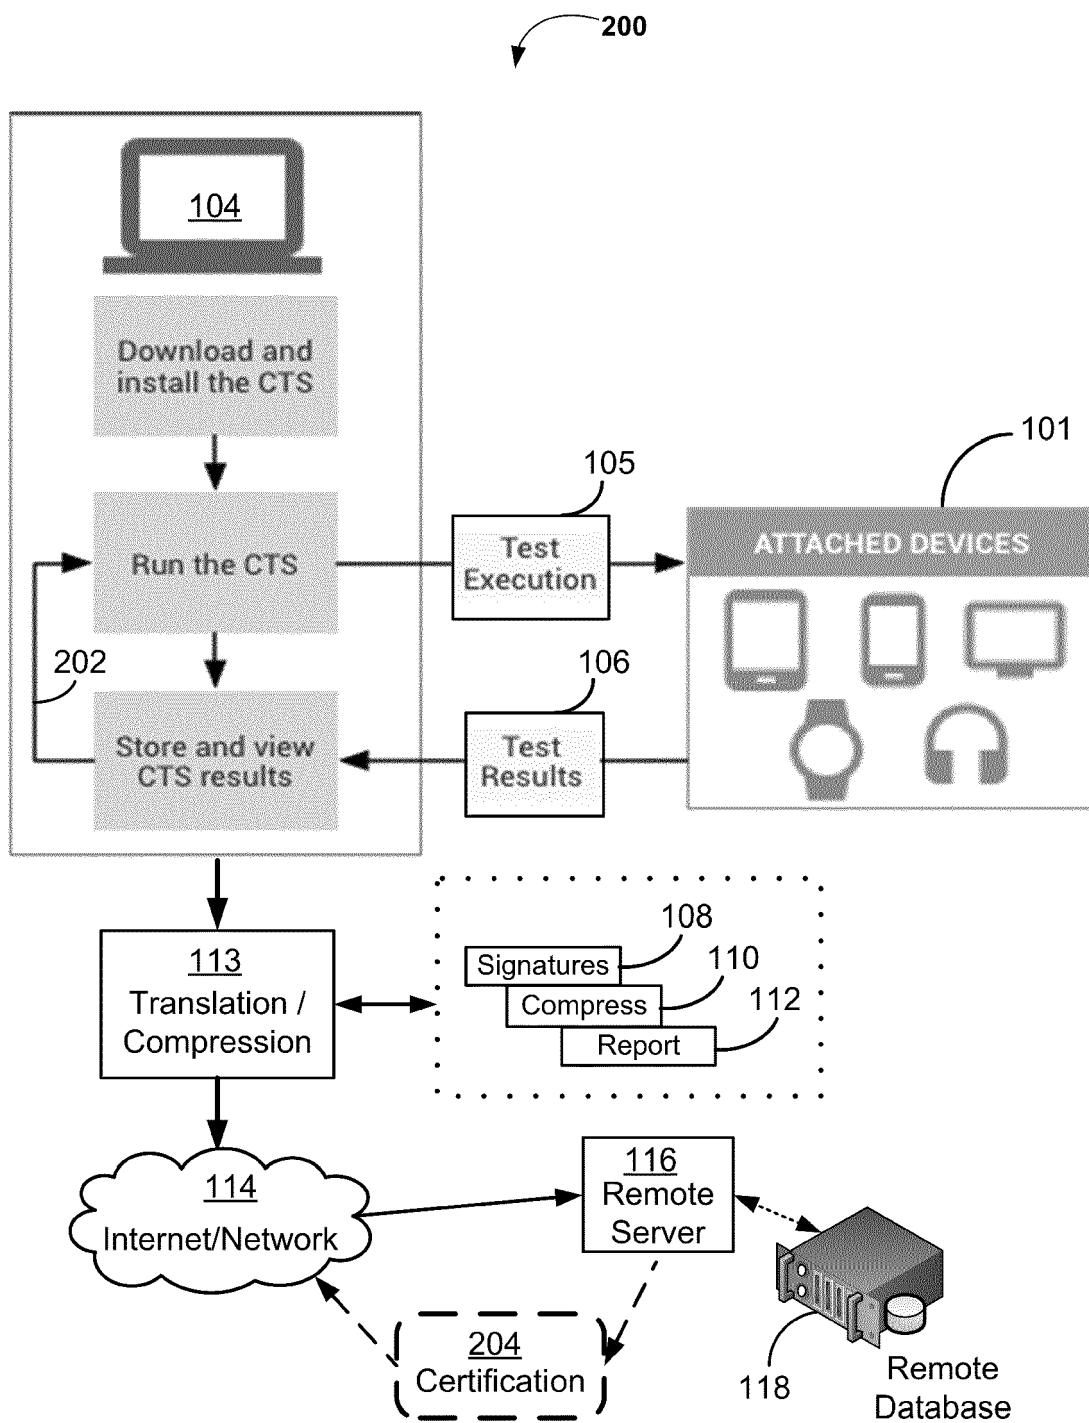 200
104
Download and
install the CTS
101
105
Test
Execution
ATTACHED DEVICES
Run the CTS
202
106
Store and view
CTS results
Test
Results
108
Signatures
110
Compress
112
Report
113
Translation /
Compression
114
Internet/Network
116
Remote
Server
204
Certification
118
Remote
Database